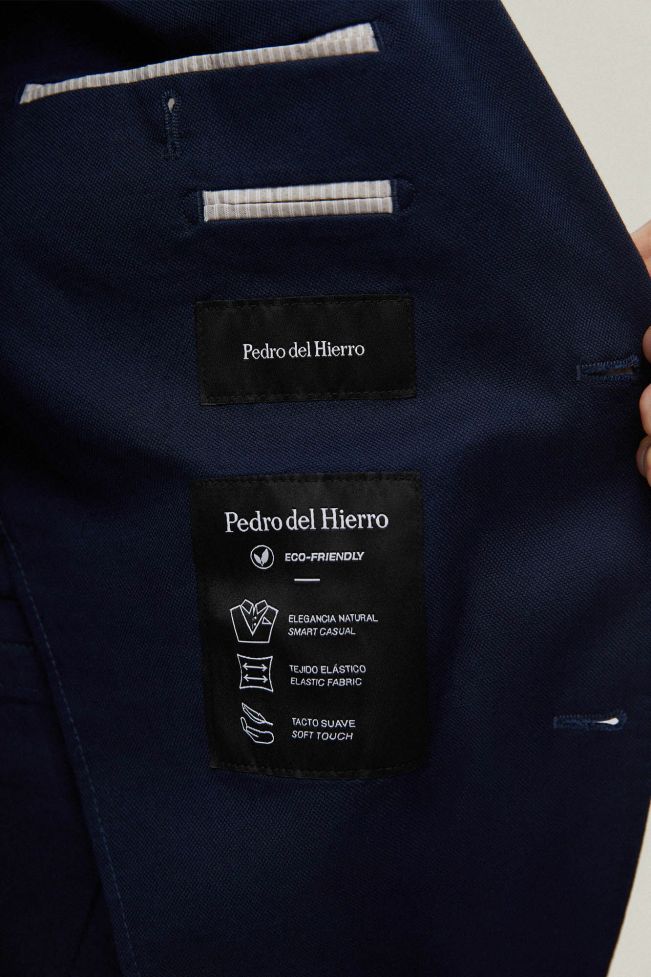 Pedro del Hierro
Pedro del Hierro
ECO-FRIENDLY
ELEGANCIA NATURAL
SMART CASUAL
TEJIDO ELÁSTICO
ELASTIC FABRIC
TACTO SUAVE
SOFT TOUCH